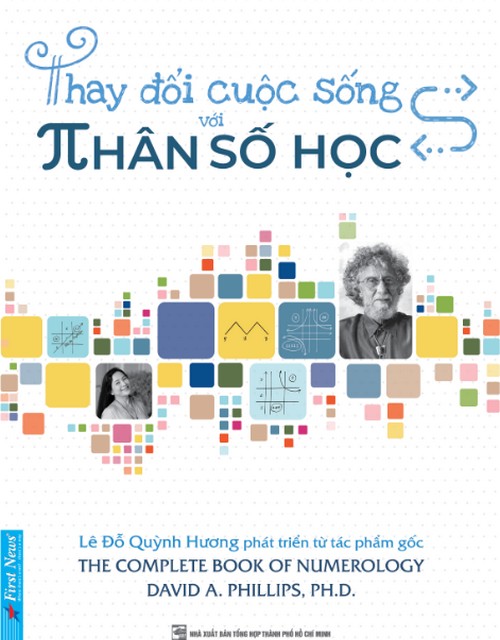 Thay đổi cuộc sống
với
πHÂN SỐ HỌC
Lê Đỗ Quỳnh Hương phát triển từ tác phẩm gốc
THE COMPLETE BOOK OF NUMEROLOGY
DAVID A. PHILLIPS, PH.D.
First News
NHÀ XUẤT BẢN TỔNG HỢP THÀNH PHỐ HỒ CHÍ MINH